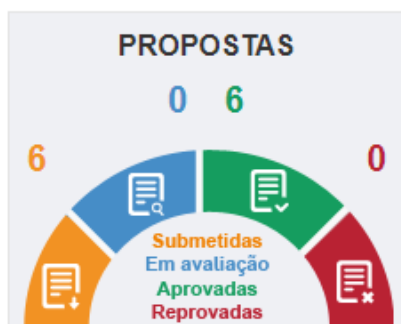 PROPOSTAS
0 6
6 0
Submetidas
Em avaliação
Aprovadas
Reprovadas